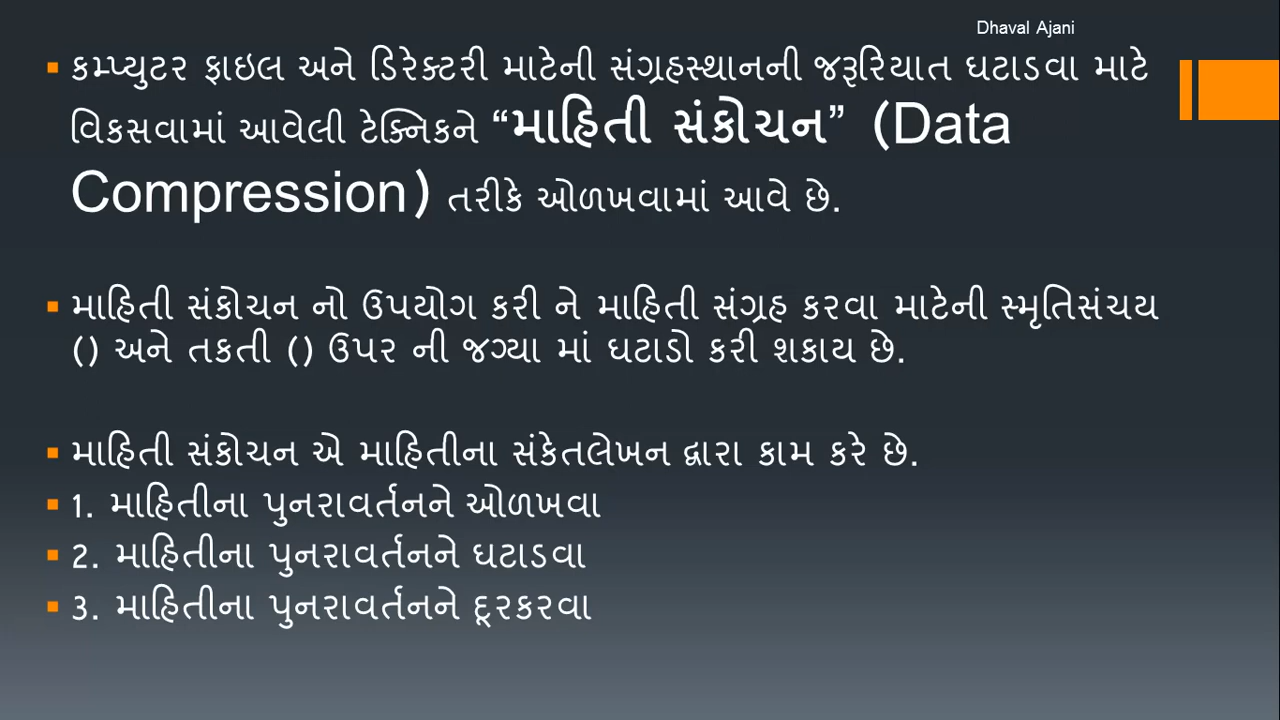 Dhaval Ajani
▪ કમ્પ્યુટર ફાઇલ અને ડિરેક્ટરી માટેની સંગ્રહસ્થાનની જરૂરિયાત ઘટાડવા માટે
વિકસવામાં આવેલી ટેક્નિકને “માહિતી સંકોચન” (Data
Compression) તરીકે ઓળખવામાં આવે છે.
▪ માહિતી સંકોચન નો ઉપયોગ કરી ને માહિતી સંગ્રહ કરવા માટેની સ્મૃતિસંચય
() અને તકતી () ઉપર ની જગ્યા માં ઘટાડો કરી શકાય છે.
▪ માહિતી સંકોચન એ માહિતીના સંકેતલેખન દ્વારા કામ કરે છે.
▪ 1. માહિતીના પુનરાવર્તનને ઓળખવા
▪ 2. માહિતીના પુનરાવર્તનને ઘટાડવા
▪ 3. માહિતીના પુનરાવર્તનને દૂરકરવા